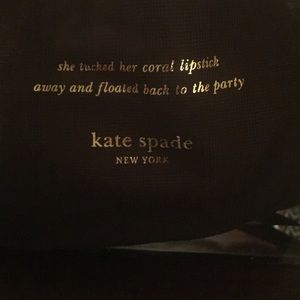 she tucked her coral lipstick
away and floated back to the party
kate spade
NEW YORK